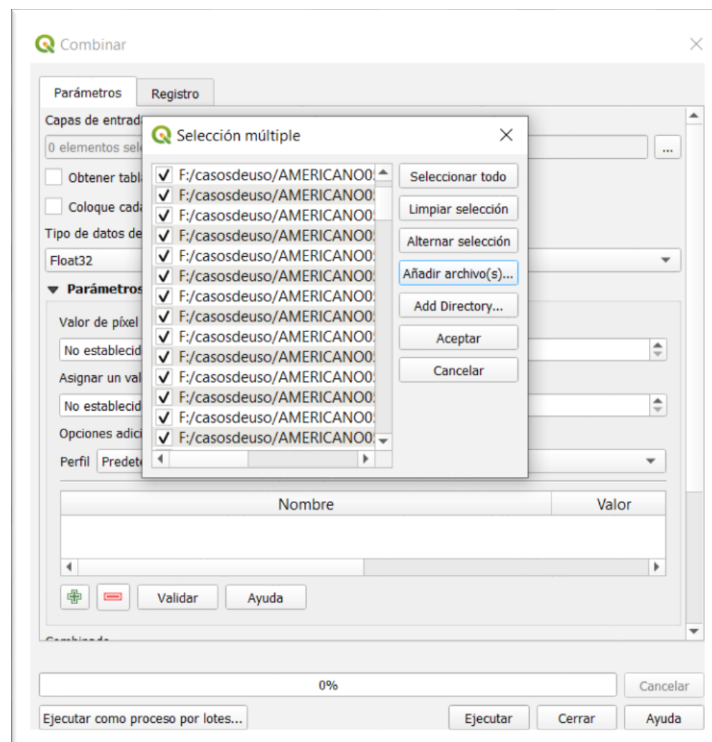 Combinar
Parámetros Registro
Capas de entrad
0 elementos sele ...
Obtener tabl
Coloque cada
Tipo de datos de
Float32
Parámetros
Valor de píxel
No establecid
Asignar un val
No establecid
Opciones adici
Perfil Predete
Selección múltiple
F:/casosdeuso/AMERICANO0
F:/casosdeuso/AMERICANO0
F:/casosdeuso/AMERICANO0
F:/casosdeuso/AMERICANO0
F:/casosdeuso/AMERICANO0
F:/casosdeuso/AMERICANO0
F:/casosdeuso/AMERICANO0
F:/casosdeuso/AMERICANO0
F:/casosdeuso/AMERICANO0
F:/casosdeuso/AMERICANO0
F:/casosdeuso/AMERICANO0
F:/casosdeuso/AMERICANO0
F:/casosdeuso/AMERICANO0
F:/casosdeuso/AMERICANO0
Seleccionar todo
Limpiar selección
Alternar selección
Añadir archivo(s)...
Add Directory...
Aceptar
Cancelar
Nombre Valor
Validar Ayuda
0% Cancelar
Ejecutar como proceso por lotes... Ejecutar Cerrar Ayuda